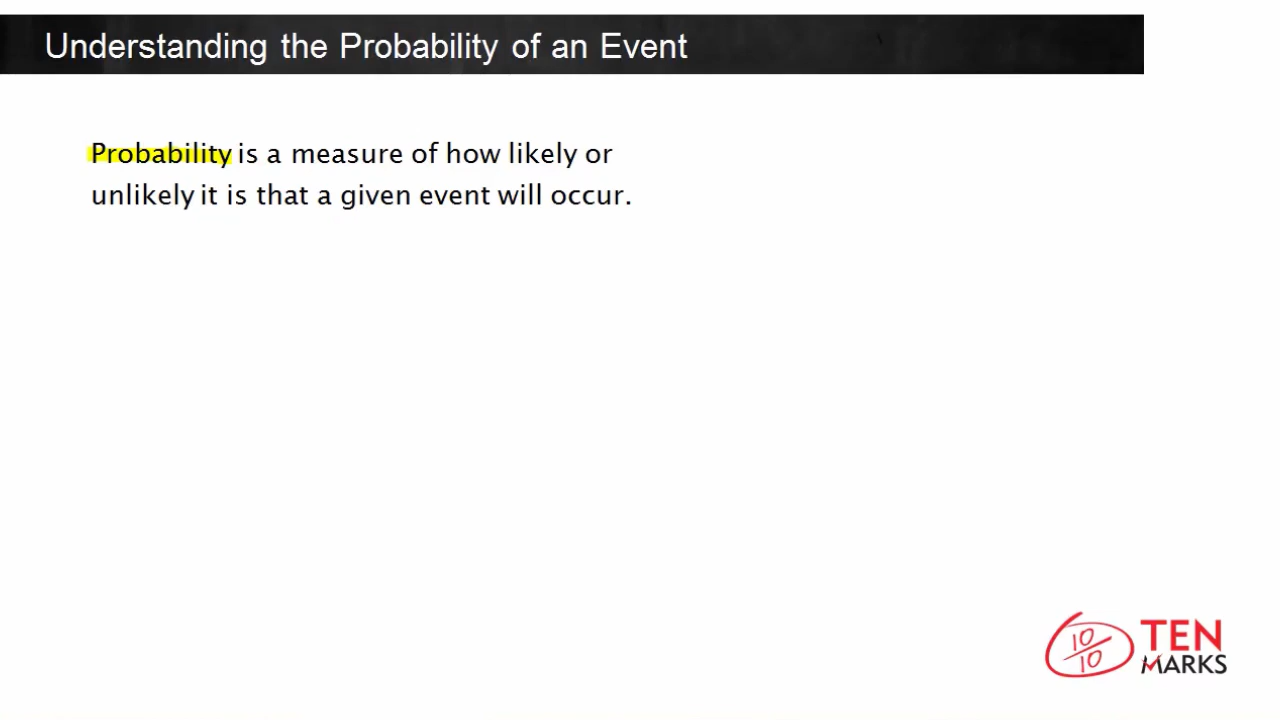 Understanding the Probability of an Event
Probability is a measure of how likely or
unlikely it is that a given event will occur.
10/10
TEN
MARKS